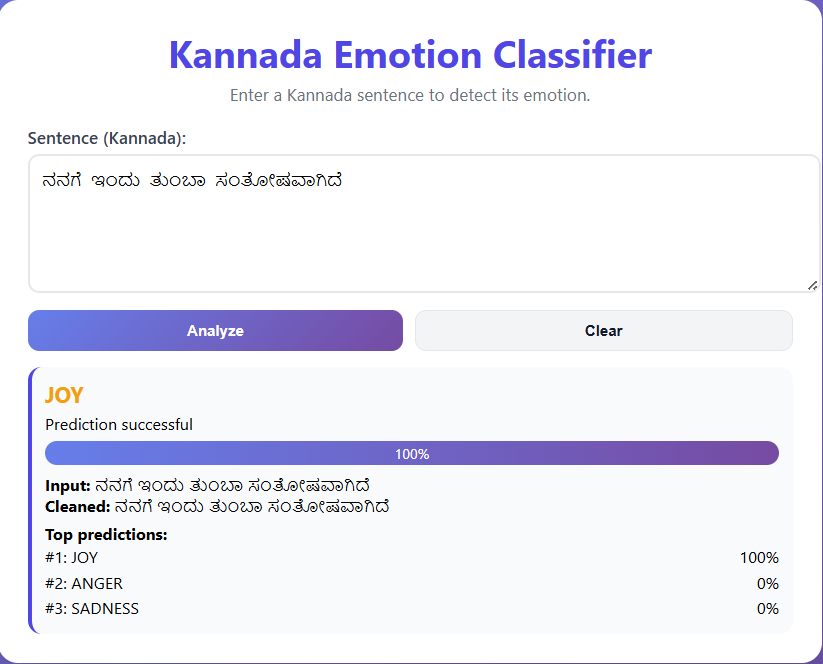 Kannada Emotion Classifier
Enter a Kannada sentence to detect its emotion.
Sentence (Kannada):
ನನಗೆ ಇಂದು ತುಂಬಾ ಸಂತೋಷವಾಗಿದೆ
Analyze Clear
JOY
Prediction successful
100%
Input: ನನಗೆ ಇಂದು ತುಂಬಾ ಸಂತೋಷವಾಗಿದೆ
Cleaned: ನನಗೆ ಇಂದು ತುಂಬಾ ಸಂತೋಷವಾಗಿದೆ
Top predictions:
#1: JOY 100%
#2: ANGER 0%
#3: SADNESS 0%